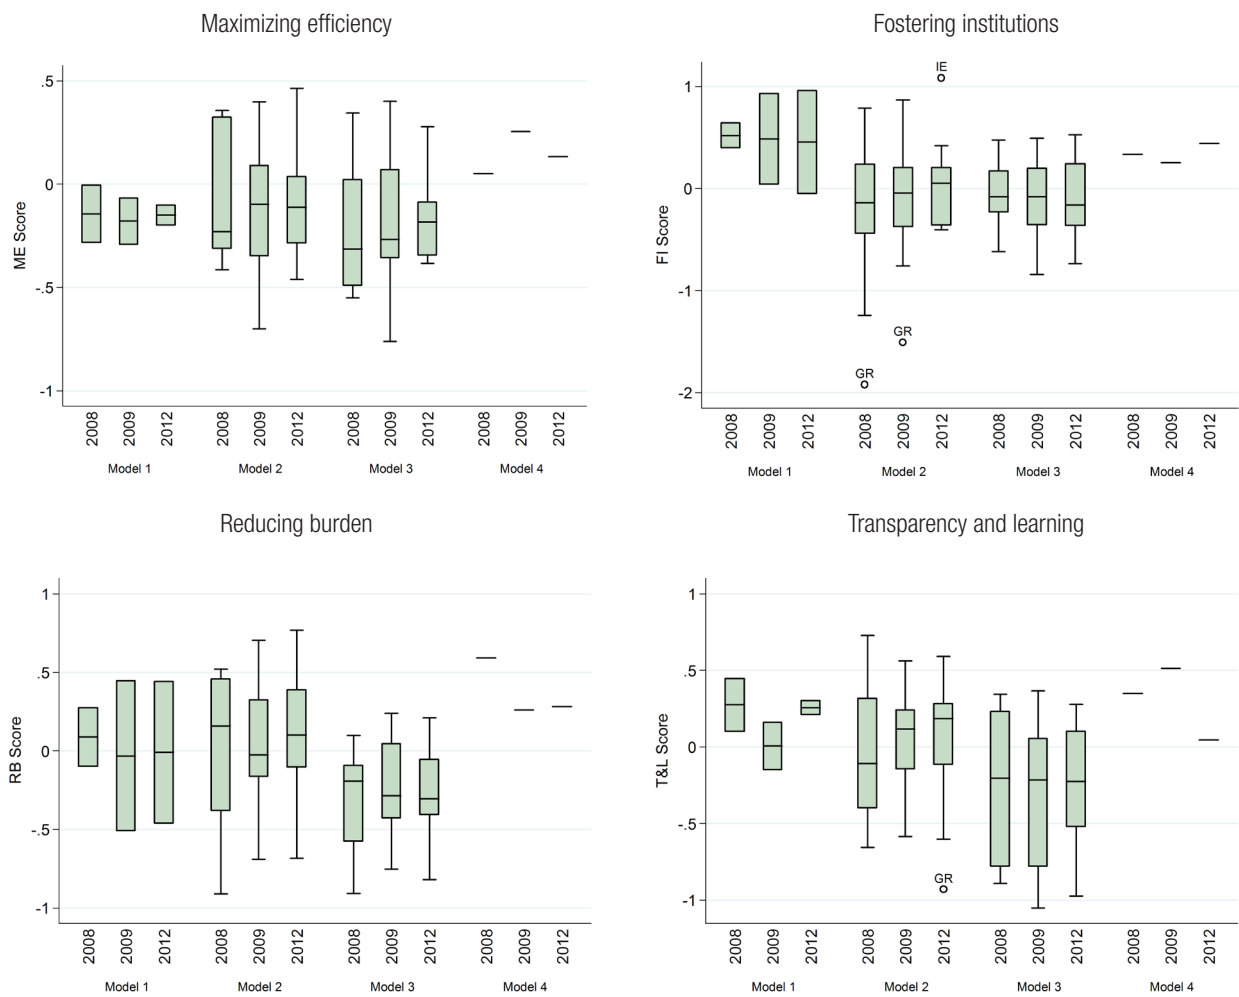 Maximizing efficiency
ME Score
.5
0
-.5
-1
2008 2009 2012 2008 2009 2012 2008 2009 2012 2008 2009 2012
Model 1 Model 2 Model 3 Model 4
Fostering institutions
FI Score
1
0
-1
-2
IE
GR
GR
2008 2009 2012 2008 2009 2012 2008 2009 2012 2008 2009 2012
Model 1 Model 2 Model 3 Model 4
Reducing burden
RB Score
1
.5
0
-.5
-1
2008 2009 2012 2008 2009 2012 2008 2009 2012 2008 2009 2012
Model 1 Model 2 Model 3 Model 4
Transparency and learning
T&L Score
1
.5
0
-.5
-1
GR
2008 2009 2012 2008 2009 2012 2008 2009 2012 2008 2009 2012
Model 1 Model 2 Model 3 Model 4